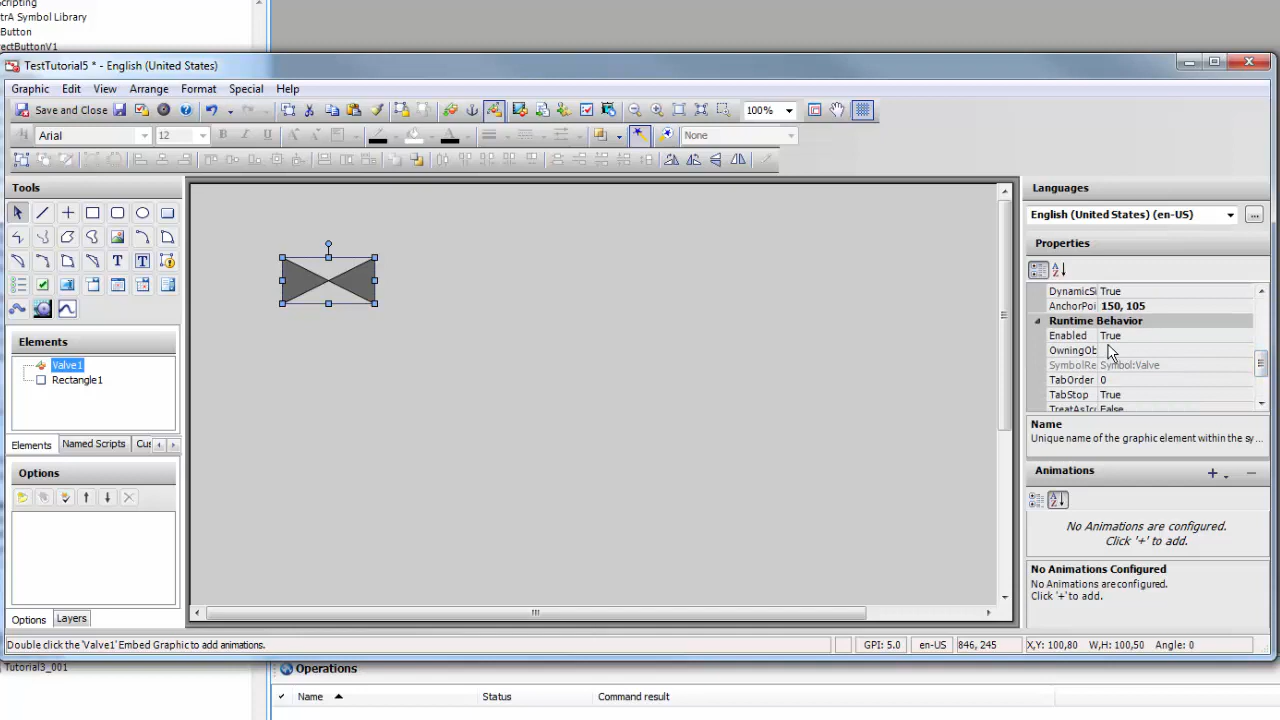 cripting
trA Symbol Library
Button
ectButtonV1
TestTutorial5 * - English (United States)
Graphic Edit View Arrange Format Special Help
Save and Close 100%
Arial 12 None
Tools
Languages
English (United States) (en-US)
Properties
DynamicSi True
AnchorPoi 150, 105
Runtime Behavior
Enabled True
OwningOb
SymbolRe Symbol:Valve
TabOrder 0
TabStop True
TreatAsIc False
Elements
Valve1
Rectangle1
Elements Named Scripts Cus
Name
Unique name of the graphic element within the sy...
Animations
Options
No Animations are configured.
Click '+' to add.
No Animations Configured
No Animations are configured.
Click '+' to add.
Options Layers
Double click the 'Valve1' Embed Graphic to add animations. GPI: 5.0 en-US 846, 245 X,Y: 100,80 W,H: 100,50 Angle: 0
Tutorial3_001
Operations
Name Status Command result